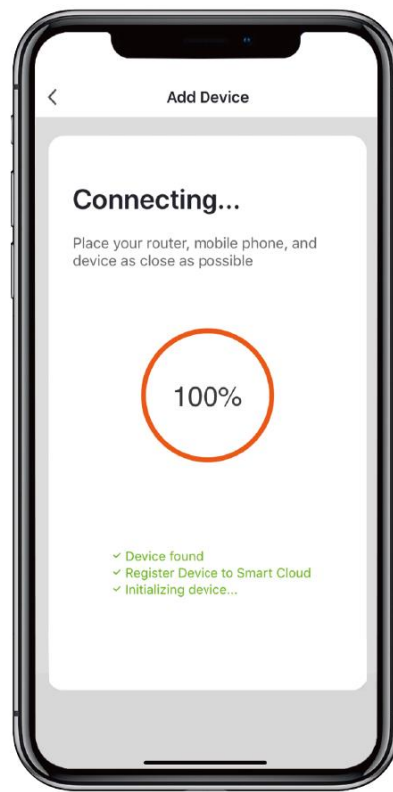 Add Device
Connecting...
Place your router, mobile phone, and
device as close as possible
100%
✓ Device found
✓ Register Device to Smart Cloud
✓ Initializing device...